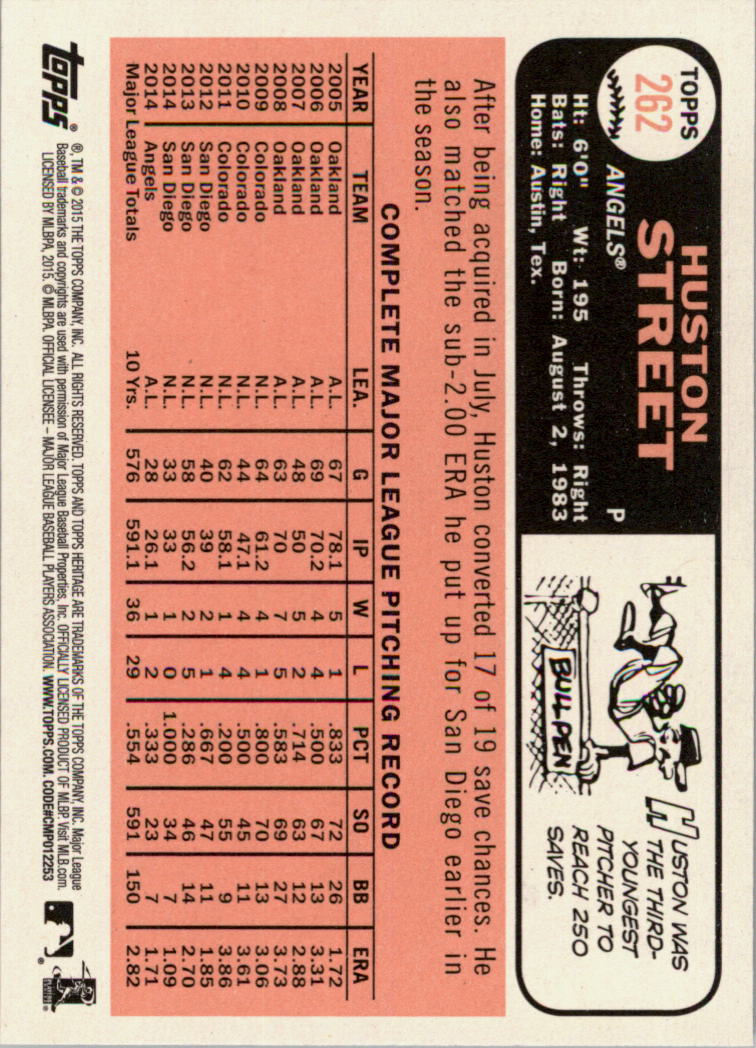 TOPPS
262
HUSTON
STREET
ANGELS® P
Ht: 6'0" Wt: 195 Throws: Right
Bats: Right Born: August 2, 1983
Home: Austin, Tex.
BULLPEN
HUSTON WAS
THE THIRD-
YOUNGEST
PITCHER TO
REACH 250
SAVES.
After being acquired in July, Huston converted 17 of 19 save chances. He
also matched the sub-2.00 ERA he put up for San Diego earlier in
the season.
COMPLETE MAJOR LEAGUE PITCHING RECORD
YEAR TEAM LEA. G IP W L PCT SO BB ERA
2005 Oakland A.L. 67 78.1 5 1 .833 72 26 1.72
2006 Oakland A.L. 69 70.2 4 4 .500 67 13 3.31
2007 Oakland A.L. 48 50 5 2 .714 63 12 2.88
2008 Oakland A.L. 63 70 7 5 .583 69 27 3.73
2009 Colorado N.L. 64 61.2 4 1 .800 70 13 3.06
2010 Colorado N.L. 44 47.1 4 4 .500 45 11 3.61
2011 Colorado N.L. 62 58.1 1 4 .200 55 9 3.86
2012 San Diego N.L. 40 39 2 1 .667 47 11 1.85
2013 San Diego N.L. 58 56.2 2 5 .286 46 14 2.70
2014 San Diego N.L. 33 33 1 0 1.000 34 7 1.09
2014 Angels A.L. 28 26.1 1 2 .333 23 7 1.71
Major League Totals 10 Yrs. 576 591.1 36 29 .554 591 150 2.82
topps®
®, TM & © 2015 THE TOPPS COMPANY, INC. ALL RIGHTS RESERVED. TOPPS AND TOPPS HERITAGE ARE TRADEMARKS OF THE TOPPS COMPANY, INC. Major League
Baseball trademarks and copyrights are used with permission of Major League Baseball Properties, Inc. OFFICIALLY LICENSED PRODUCT OF MLBP. Visit MLB.com.
LICENSED BY MLBPA, 2015. © MLBPA. OFFICIAL LICENSEE – MAJOR LEAGUE BASEBALL PLAYERS ASSOCIATION. WWW.TOPPS.COM. CODE#CMP012253